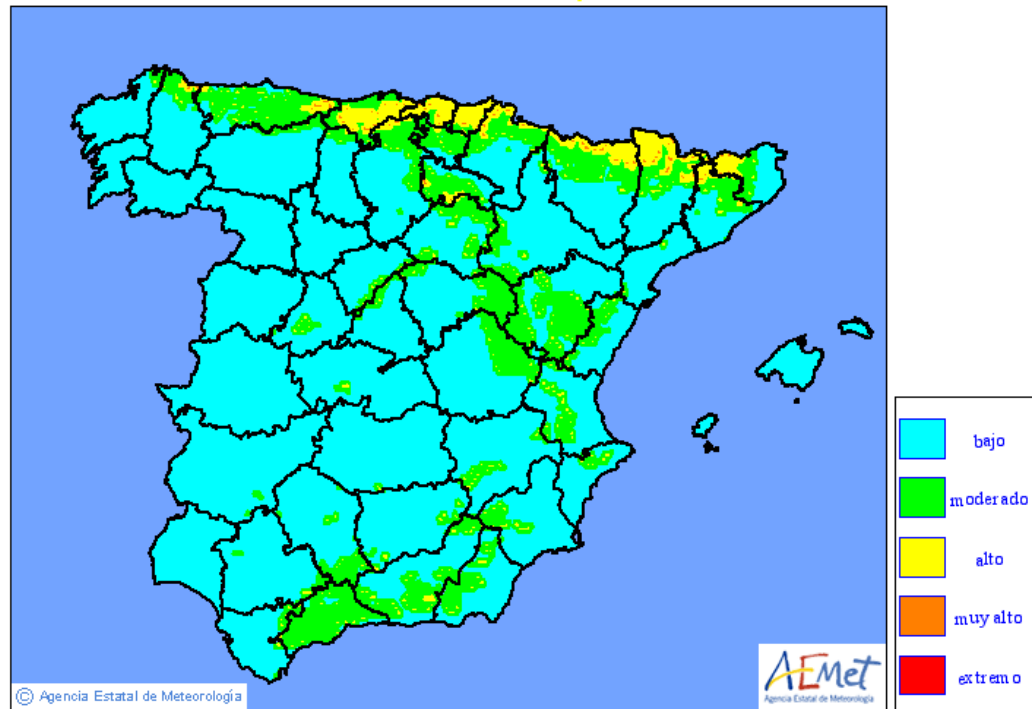 bajo
moderado
alto
muy alto
extremo
AEMet
Agencia Estatal de Meteorología
© Agencia Estatal de Meteorología